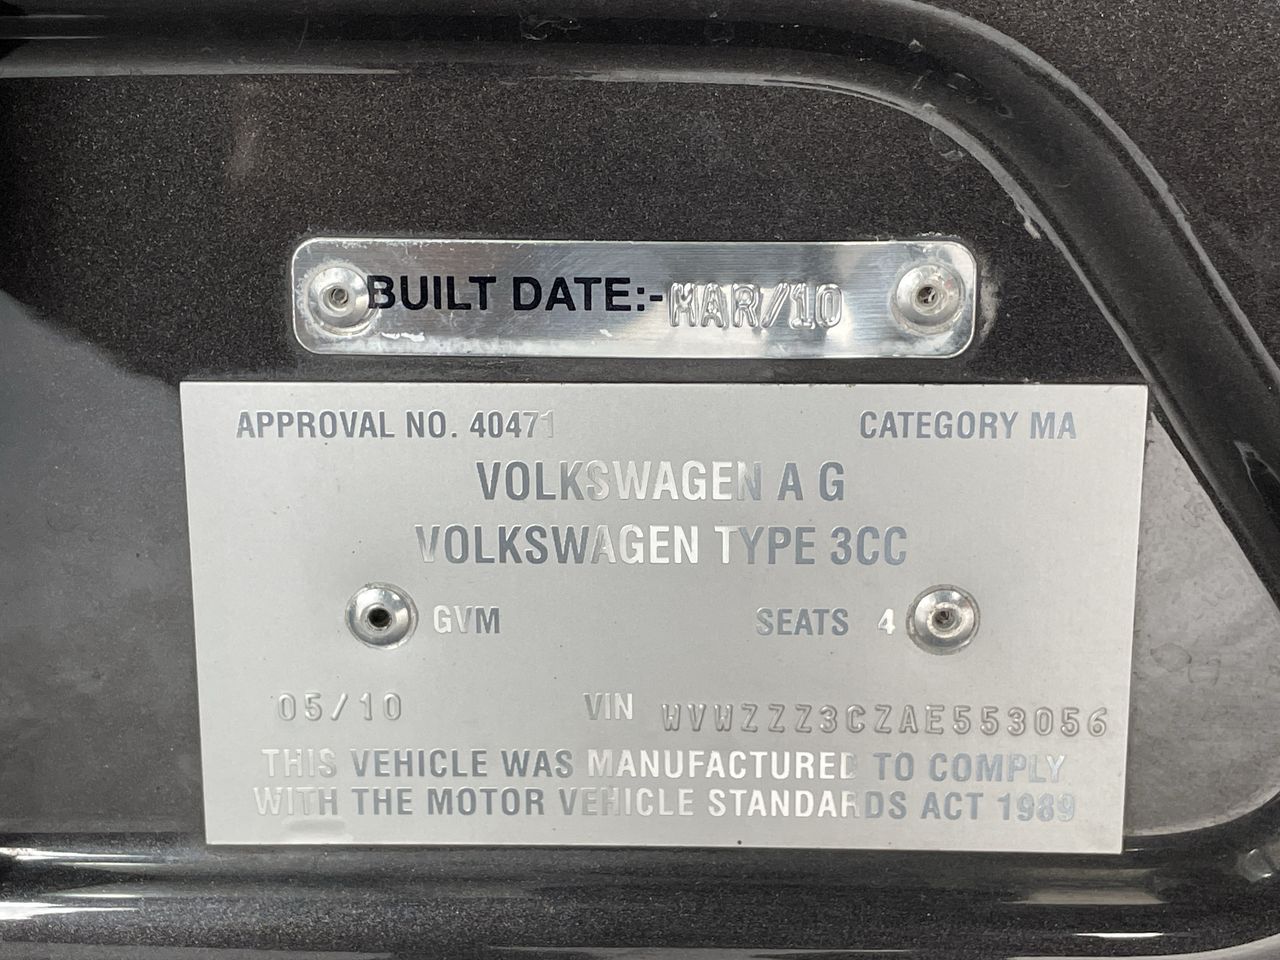 BUILT DATE:-MAR/10
APPROVAL NO. 40471 CATEGORY MA
VOLKSWAGEN A G
VOLKSWAGEN TYPE 3CC
GVM SEATS 4
05/10 VIN WVWZZZ3CZAE553056
THIS VEHICLE WAS MANUFACTURED TO COMPLY
WITH THE MOTOR VEHICLE STANDARDS ACT 1989